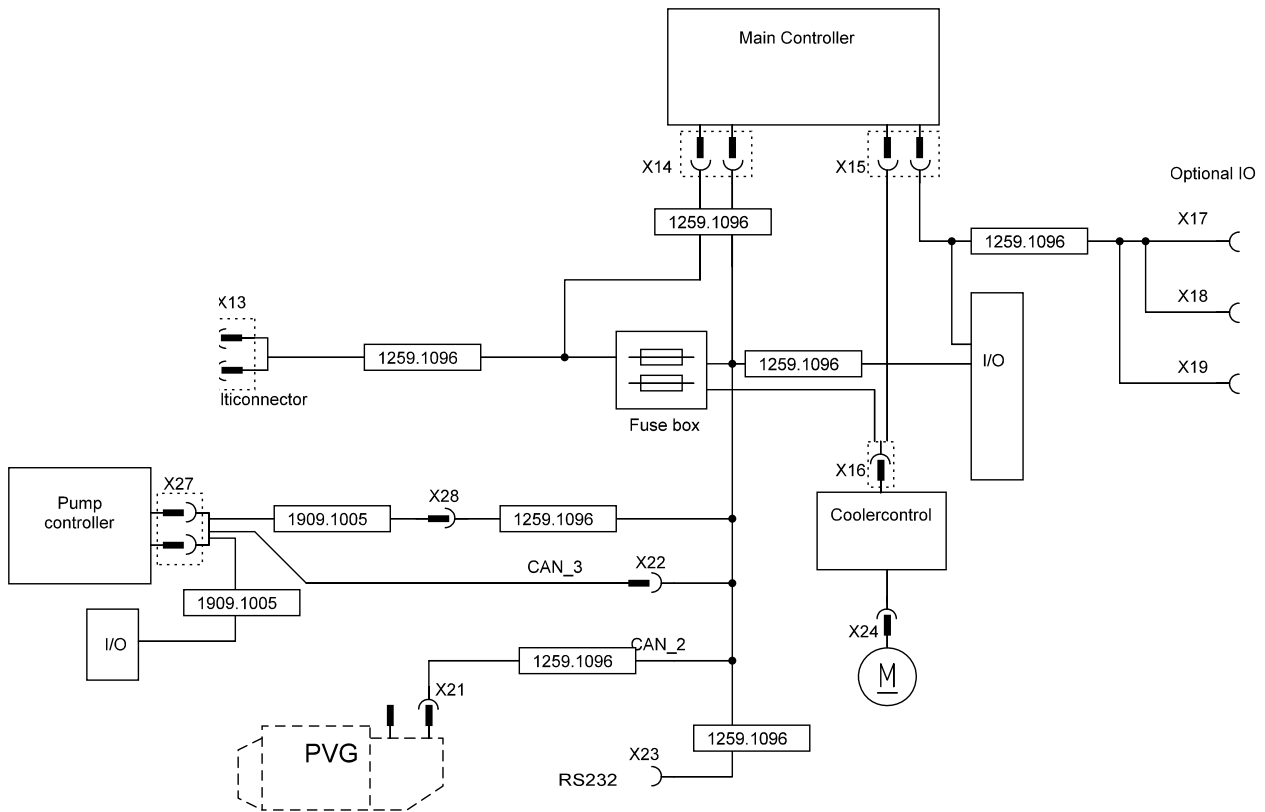 Main Controller
X14
X15
Optional IO
1259.1096
X17
1259.1096
X18
X13
1259.1096
1259.1096
I/O
X19
lticonnector
Fuse box
X16
X27
X28
Pump
controller
1909.1005
1259.1096
Coolercontrol
CAN_3
X22
1909.1005
I/O
X24
CAN_2
1259.1096
M
X21
PVG
1259.1096
X23
RS232